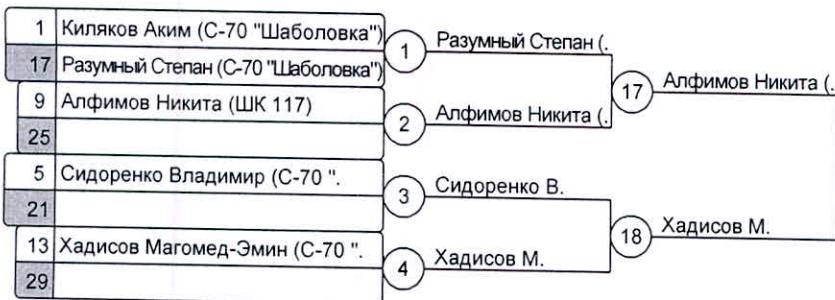 1 Киляков Аким (С-70 "Шаболовка")
17 Разумный Степан (С-70 "Шаболовка")
1 Разумный Степан (.
9 Алфимов Никита (ШК 117)
25
2 Алфимов Никита (.
17 Алфимов Никита (.
5 Сидоренко Владимир (С-70 ".
21
3 Сидоренко В.
13 Хадисов Магомед-Эмин (С-70 ".
29
4 Хадисов М.
18 Хадисов М.